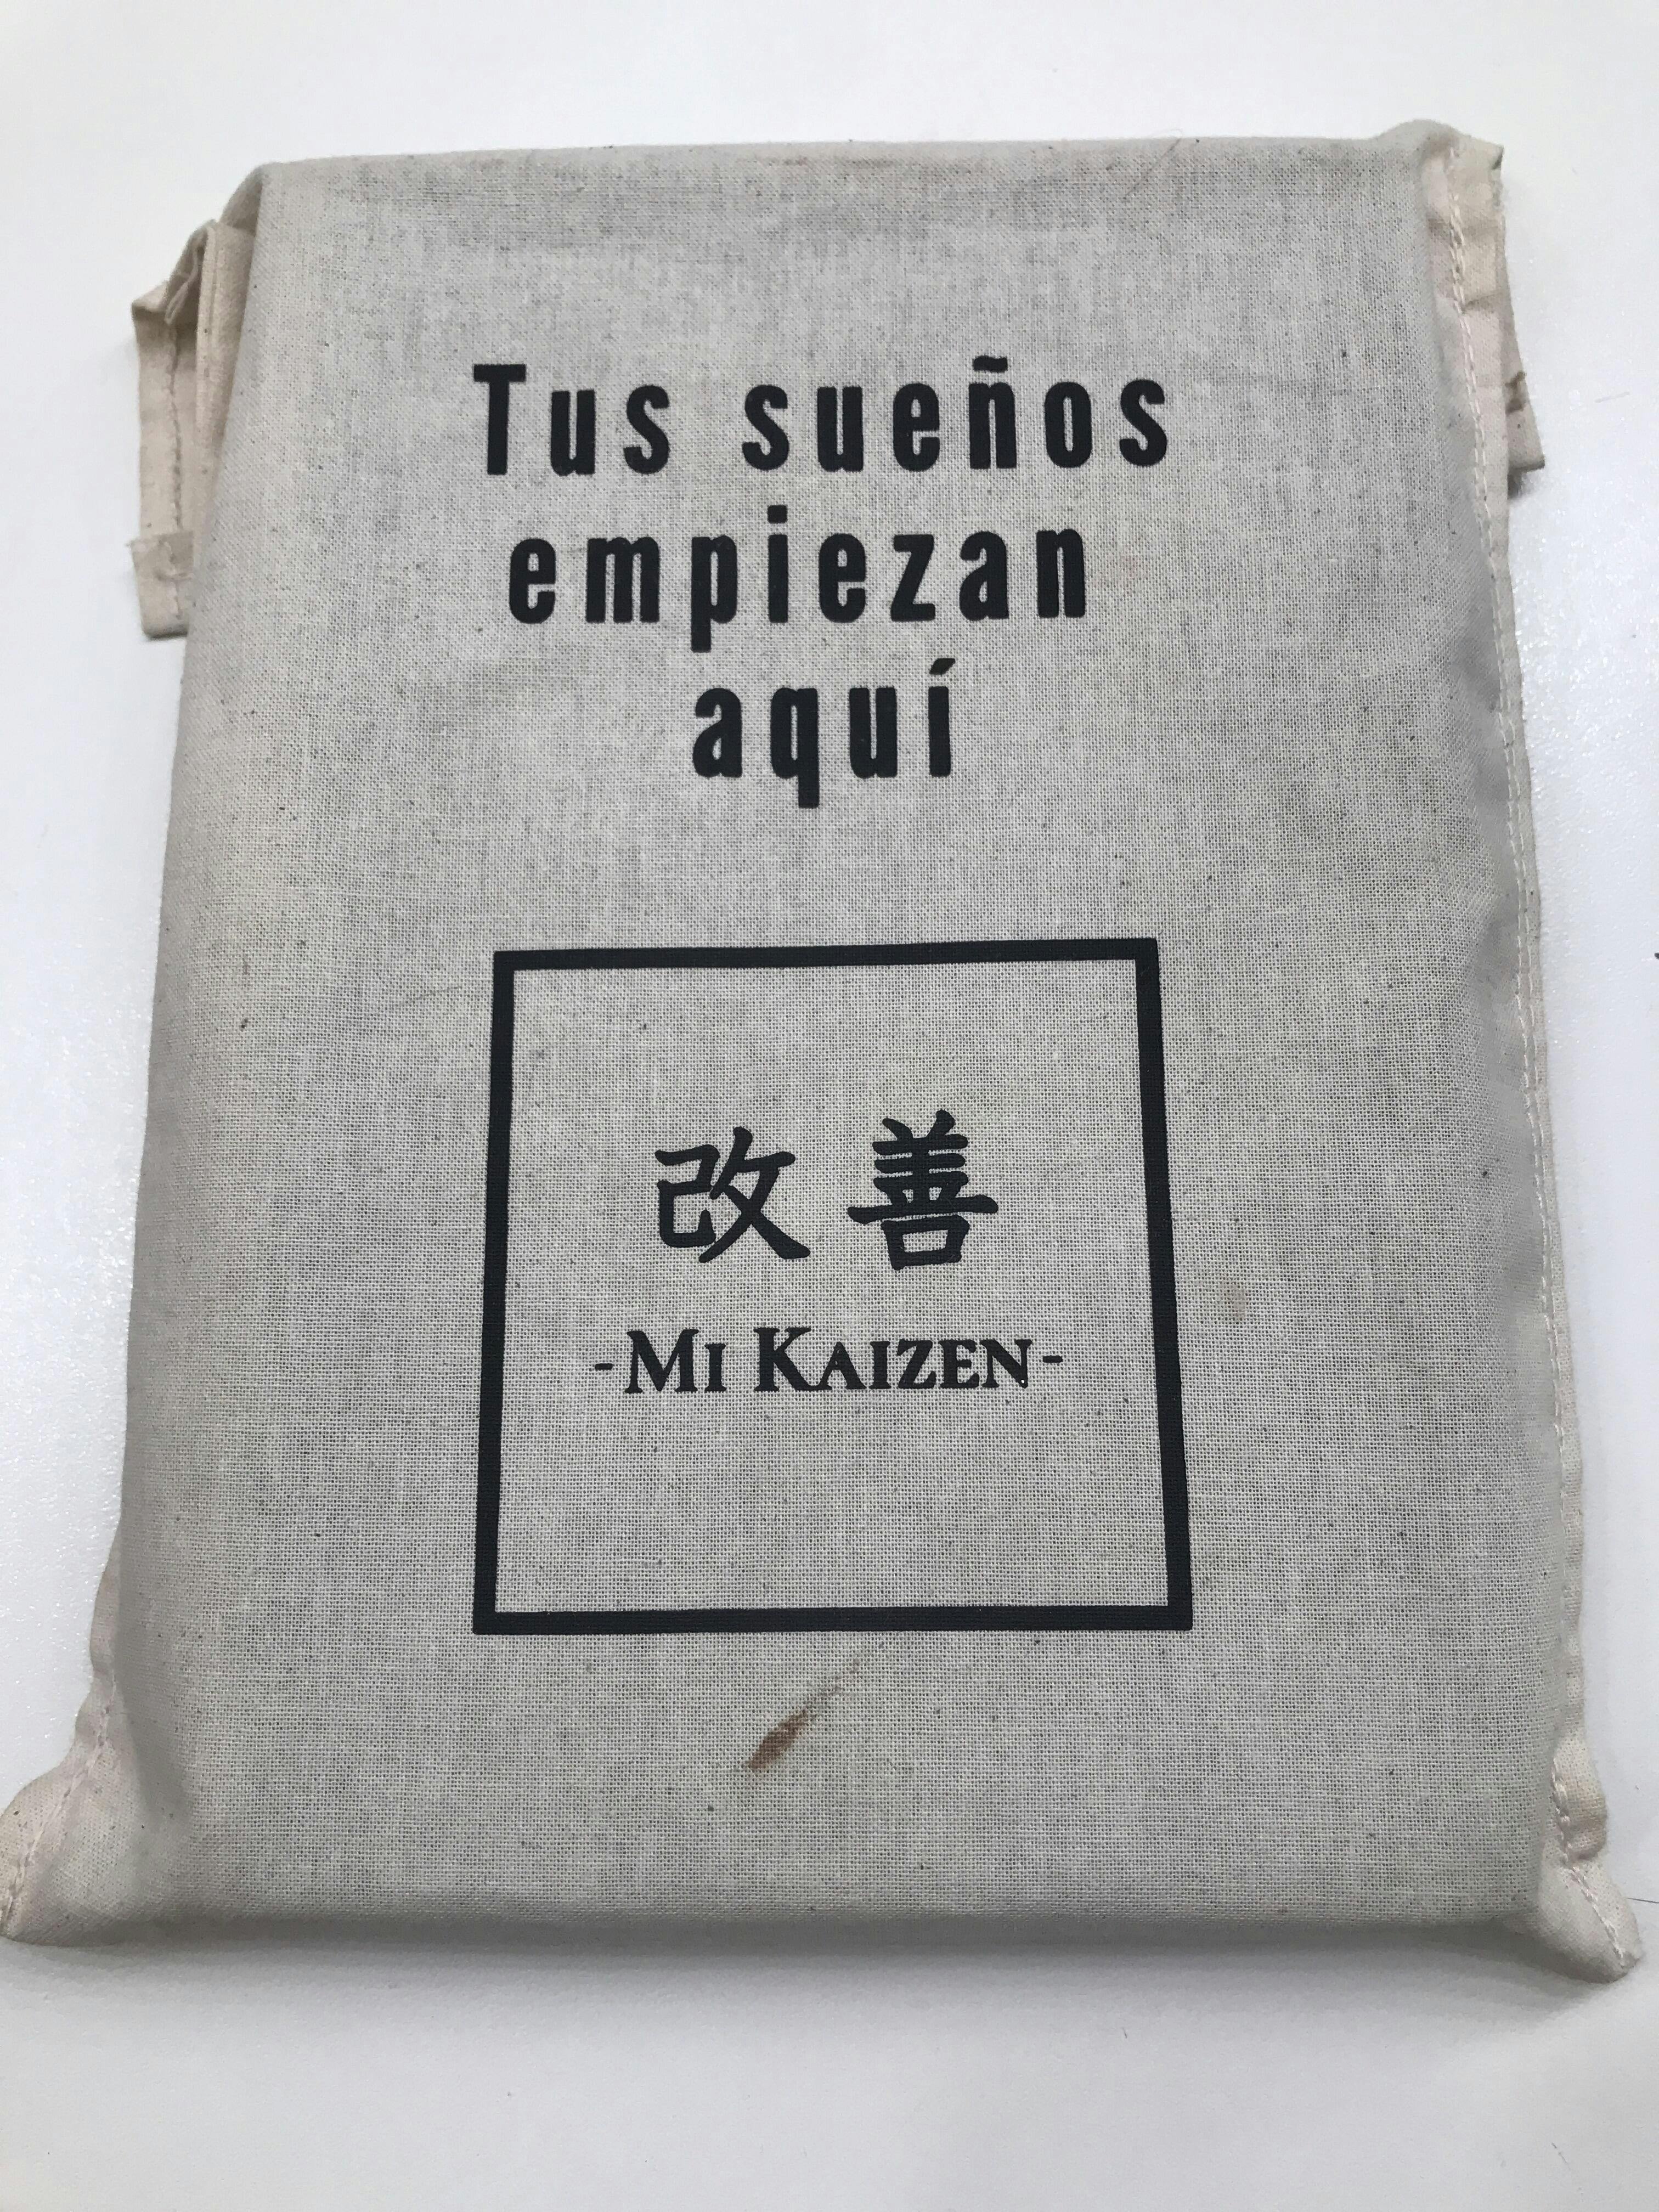 Tus sueños
empiezan
aquí
改善
-MI KAIZEN-